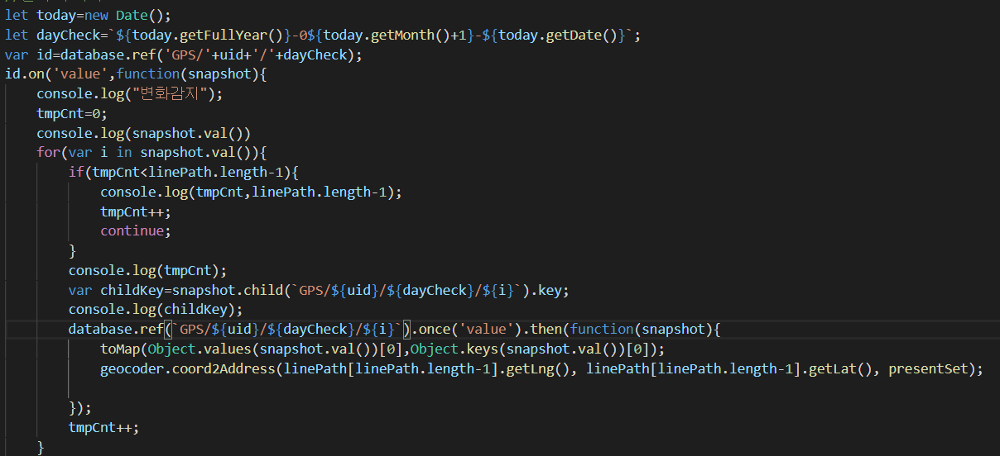 let today=new Date();
let dayCheck=`${today.getFullYear()}-0${today.getMonth()+1}-${today.getDate()}`;
var id=database.ref('GPS/'+uid+'/'+dayCheck);
id.on('value',function(snapshot){
    console.log("변화감지");
    tmpCnt=0;
    console.log(snapshot.val())
    for(var i in snapshot.val()){
        if(tmpCnt<linePath.length-1){
            console.log(tmpCnt,linePath.length-1);
            tmpCnt++;
            continue;
        }
        console.log(tmpCnt);
        var childKey=snapshot.child(`GPS/${uid}/${dayCheck}/${i}`).key;
        console.log(childKey);
        database.ref(`GPS/${uid}/${dayCheck}/${i}`).once('value').then(function(snapshot){
            toMap(Object.values(snapshot.val())[0],Object.keys(snapshot.val())[0]);
            geocoder.coord2Address(linePath[linePath.length-1].getLng(), linePath[linePath.length-1].getLat(), presentSet);
        });
        tmpCnt++;
    }